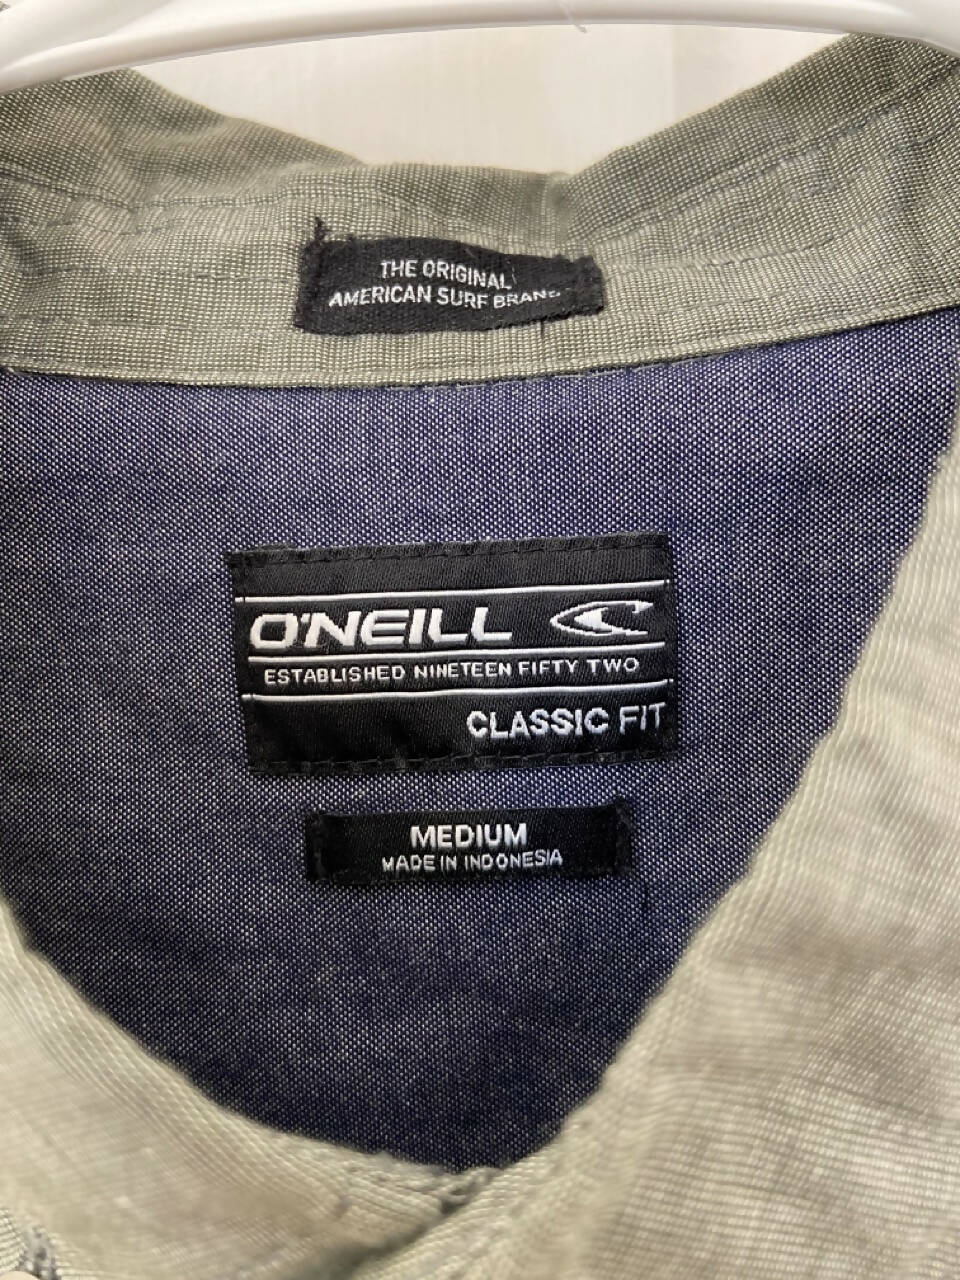 THE ORIGINAL
AMERICAN SURF BRAND
O'NEILL
ESTABLISHED NINETEEN FIFTY TWO
CLASSIC FIT
MEDIUM
MADE IN INDONESIA